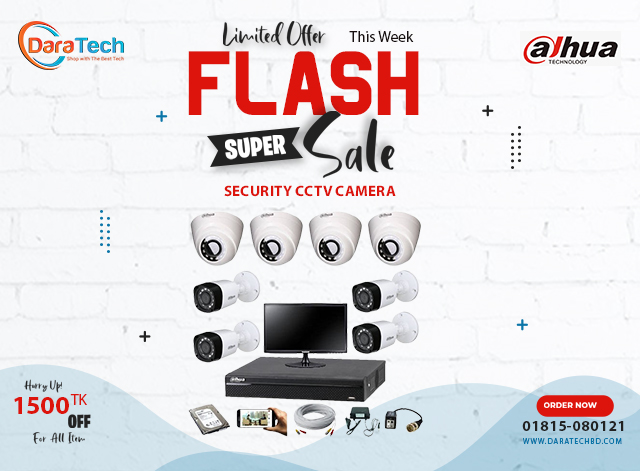 DaraTech
Shop with The Best Tech
Limited Offer This Week
alhua
TECHNOLOGY
FLASH
SUPER Sale
SECURITY CCTV CAMERA
alhua
Hurry Up!
1500TK
OFF
For All Item
ORDER NOW
01815-080121
WWW.DARATECHBD.COM